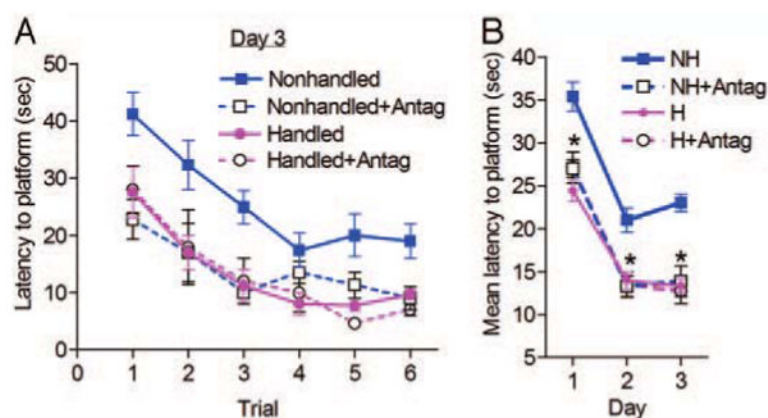 A
Day 3
Latency to platform (sec)
50
40
30
20
10
0
Nonhandled
Nonhandled+Antag
Handled
Handled+Antag
0 1 2 3 4 5 6
Trial
B
Mean latency to platform (sec)
40
35
30
25
20
15
10
5
NH
NH+Antag
H
H+Antag
*
* *
1 2 3
Day